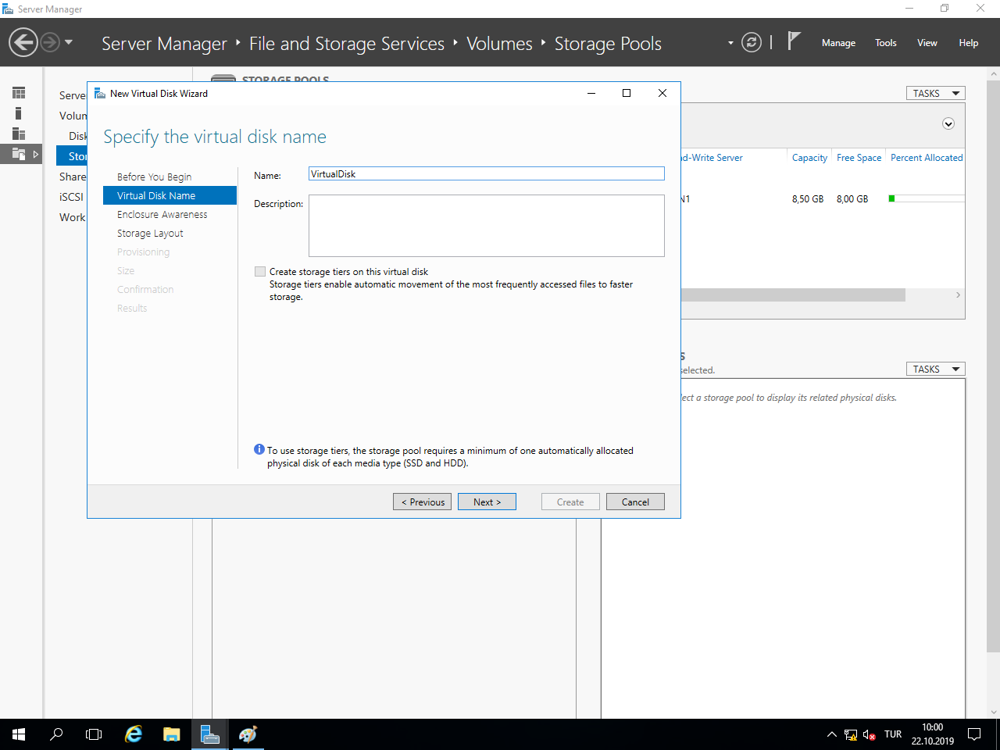 Server Manager
Server Manager ‣ File and Storage Services ‣ Volumes ‣ Storage Pools
Manage Tools View Help
STORAGE POOLS
TASKS
New Virtual Disk Wizard
Specify the virtual disk name
Before You Begin
Virtual Disk Name
Enclosure Awareness
Storage Layout
Provisioning
Size
Confirmation
Results
Name: VirtualDisk
Description:
Create storage tiers on this virtual disk
Storage tiers enable automatic movement of the most frequently accessed files to faster
storage.
To use storage tiers, the storage pool requires a minimum of one automatically allocated
physical disk of each media type (SSD and HDD).
< Previous Next > Create Cancel
Serve
Volum
Disk
Stor
Share
iSCSI
Work
d-Write Server Capacity Free Space Percent Allocated
N1 8,50 GB 8,00 GB
S
selected.
TASKS
lect a storage pool to display its related physical disks.
TUR
10:00
22.10.2019